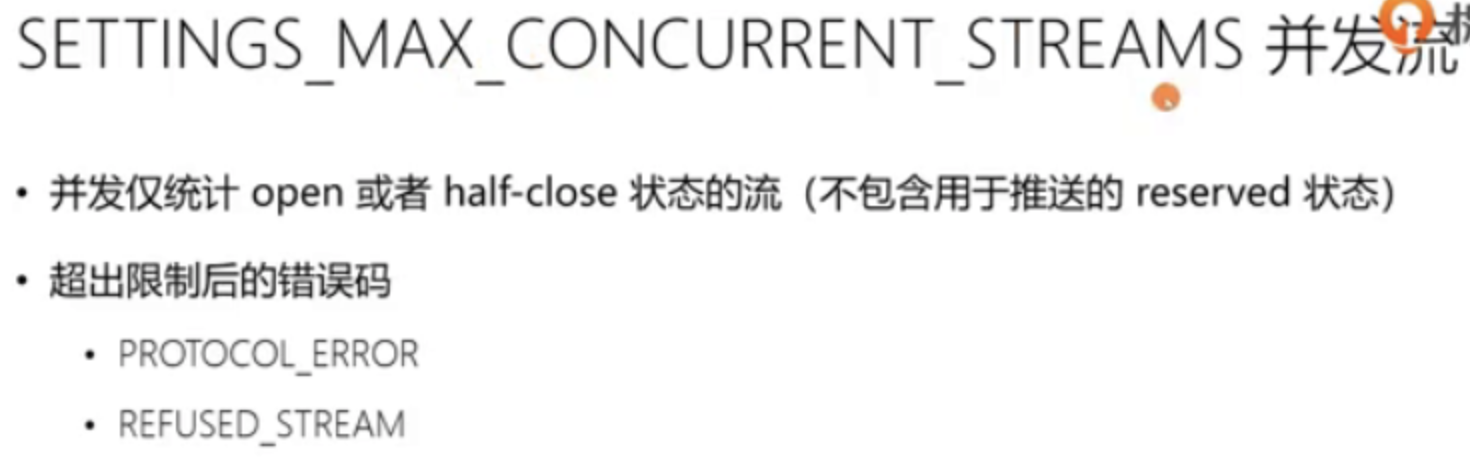 SETTINGS_MAX_CONCURRENT_STREAMS 并发流
• 并发仅统计 open 或者 half-close 状态的流（不包含用于推送的 reserved 状态）
• 超出限制后的错误码
• PROTOCOL_ERROR
• REFUSED_STREAM